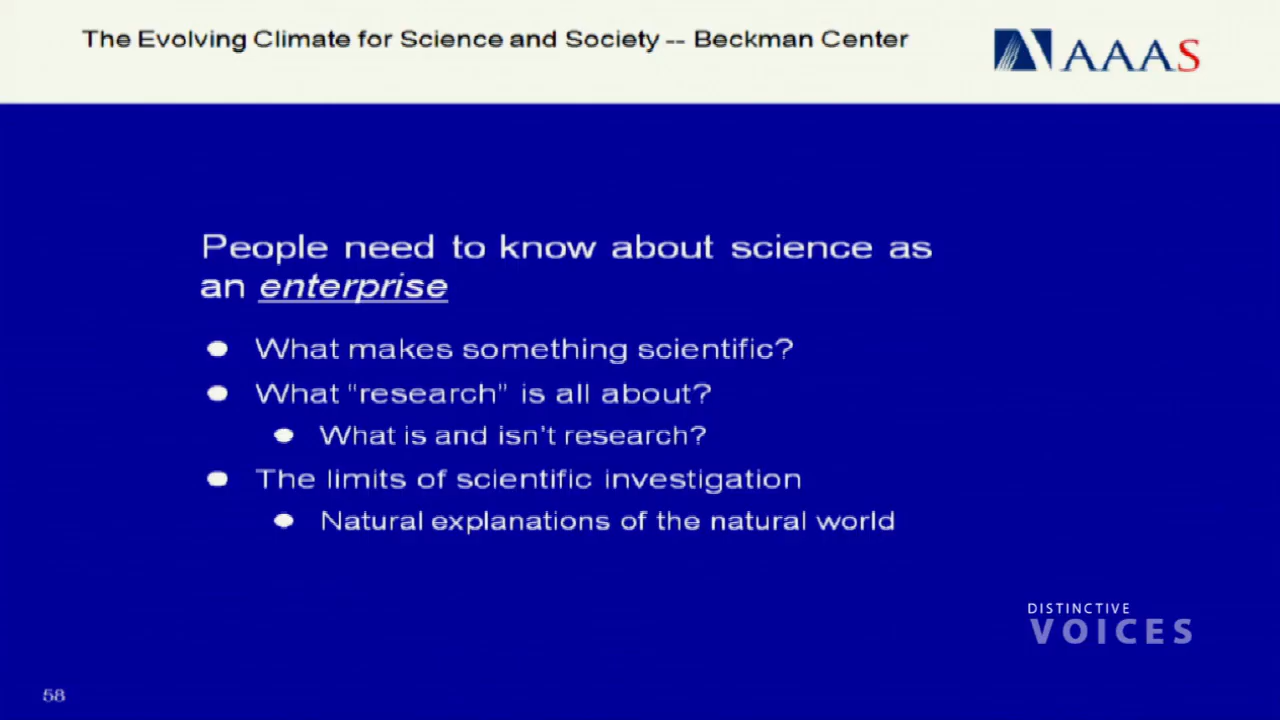 The Evolving Climate for Science and Society -- Beckman Center
AAAS
People need to know about science as
an enterprise
What makes something scientific?
What "research" is all about?
What is and isn't research?
The limits of scientific investigation
Natural explanations of the natural world
DISTINCTIVE
VOICES
58